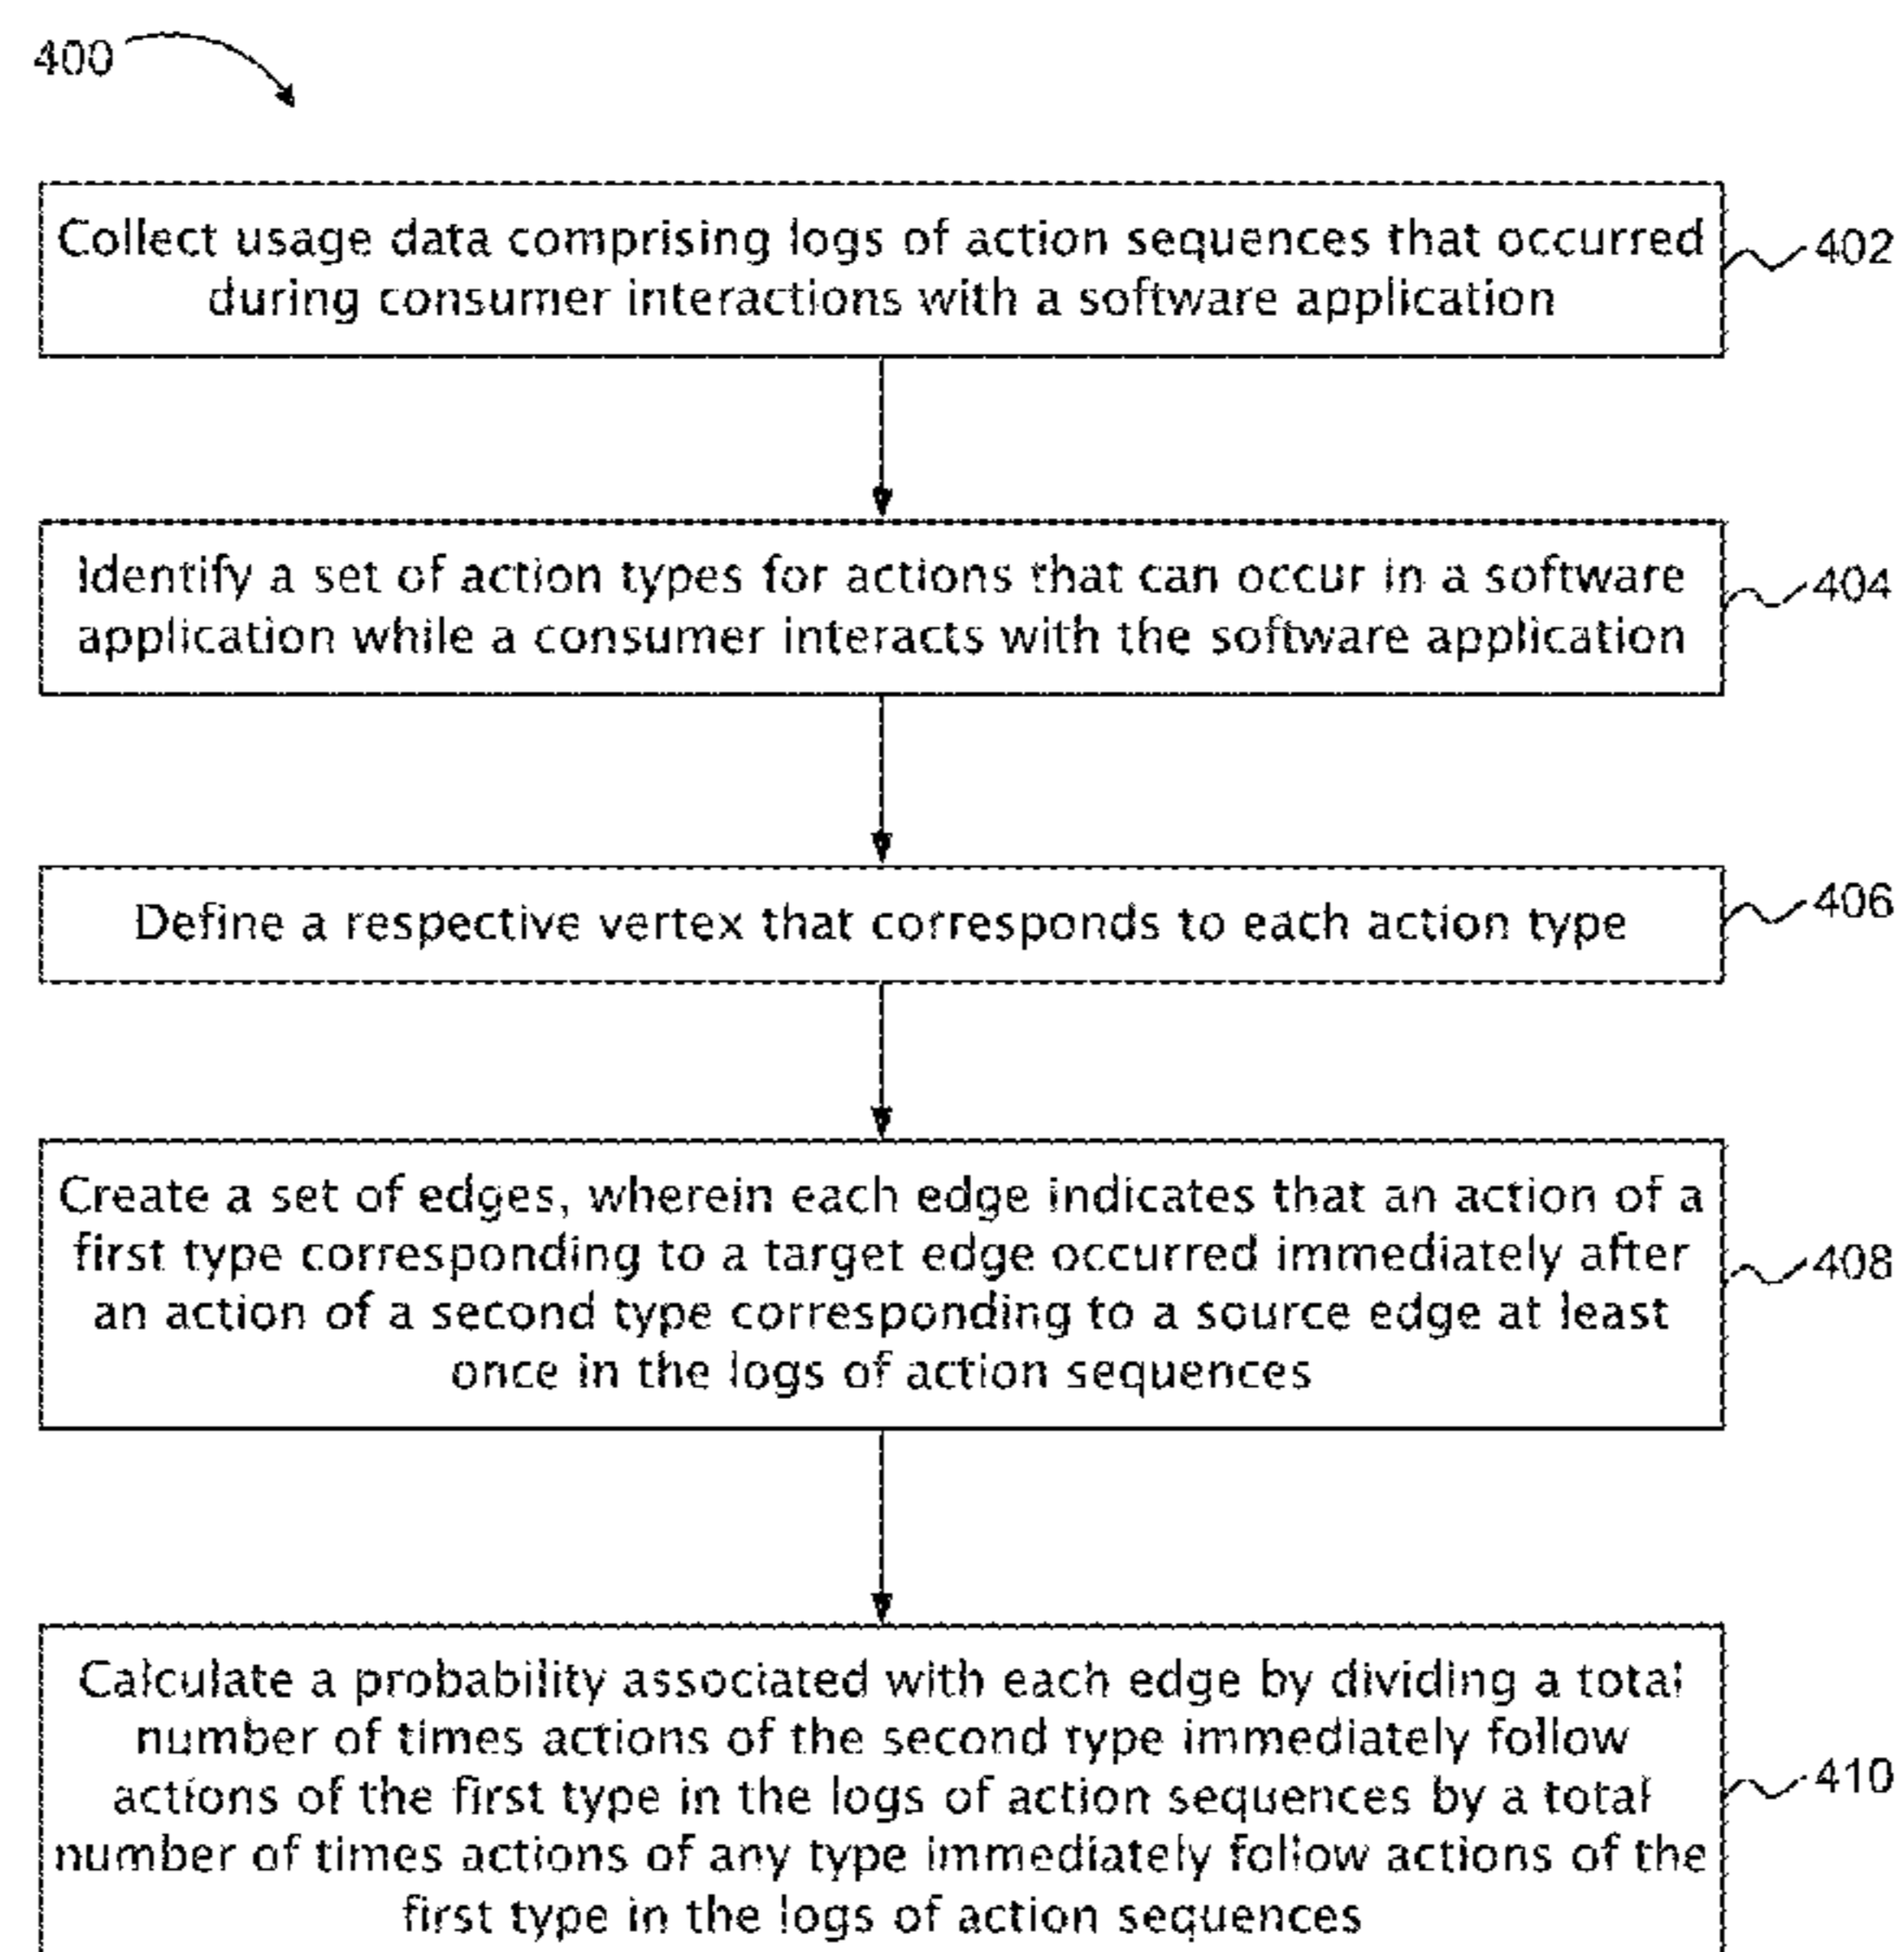 400
Collect usage data comprising logs of action sequences that occurred
during consumer interactions with a software application
402
Identify a set of action types for actions that can occur in a software
application while a consumer interacts with the software application
404
Define a respective vertex that corresponds to each action type
406
Create a set of edges, wherein each edge indicates that an action of a
first type corresponding to a target edge occurred immediately after
an action of a second type corresponding to a source edge at least
once in the logs of action sequences
408
Calculate a probability associated with each edge by dividing a total
number of times actions of the second type immediately follow
actions of the first type in the logs of action sequences by a total
number of times actions of any type immediately follow actions of the
first type in the logs of action sequences
410